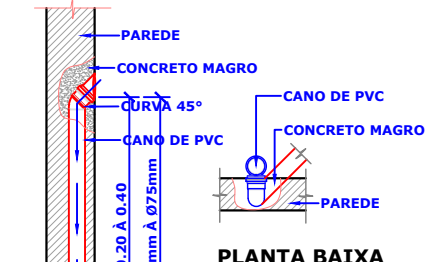 PAREDE
CONCRETO MAGRO
CURVA 45°
CANO DE PVC
0.20 À 0.40
mm À Ø75mm
CANO DE PVC
CONCRETO MAGRO
PAREDE
PLANTA BAIXA